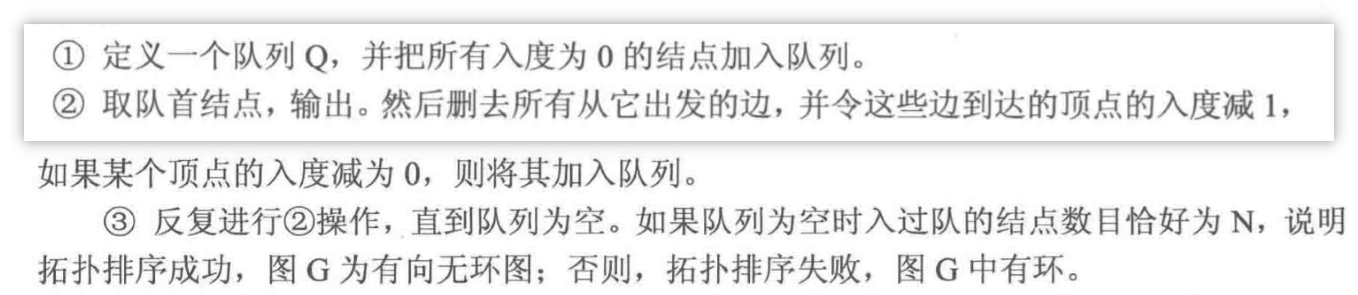 ① 定义一个队列 Q，并把所有入度为 0 的结点加入队列。
② 取队首结点，输出。然后删去所有从它出发的边，并令这些边到达的顶点的入度减 1，
如果某个顶点的入度减为 0，则将其加入队列。
③ 反复进行②操作，直到队列为空。如果队列为空时入过队的结点数目恰好为 N，说明
拓扑排序成功，图 G 为有向无环图；否则，拓扑排序失败，图 G 中有环。